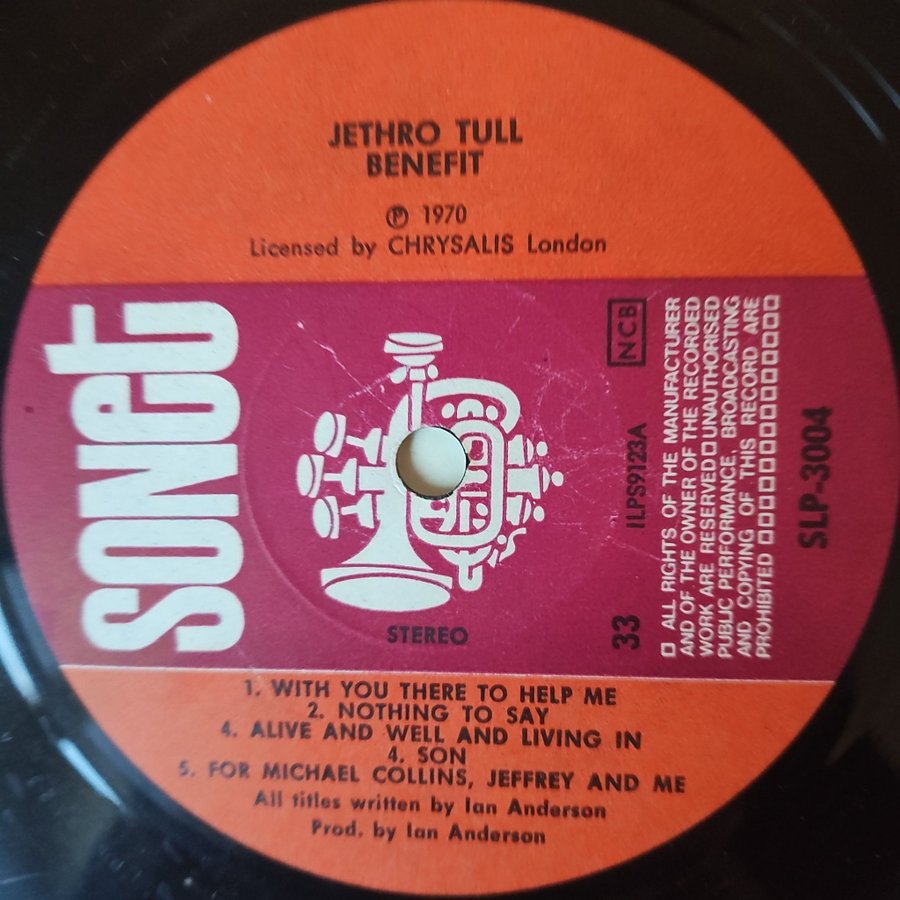 JETHRO TULL
BENEFIT
Ⓟ 1970
Licensed by CHRYSALIS London
SONET
NCB
ILPS9123A
33
□ ALL RIGHTS OF THE MANUFACTURER
AND OF THE OWNER OF THE RECORDED
WORK ARE RESERVED □ UNAUTHORISED
PUBLIC PERFORMANCE, BROADCASTING
AND COPYING OF THIS RECORD ARE
PROHIBITED □□□□□□□□□□□□
SLP-3004
STEREO
1. WITH YOU THERE TO HELP ME
2. NOTHING TO SAY
4. ALIVE AND WELL AND LIVING IN
4. SON
5. FOR MICHAEL COLLINS, JEFFREY AND ME
All titles written by Ian Anderson
Prod. by Ian Anderson